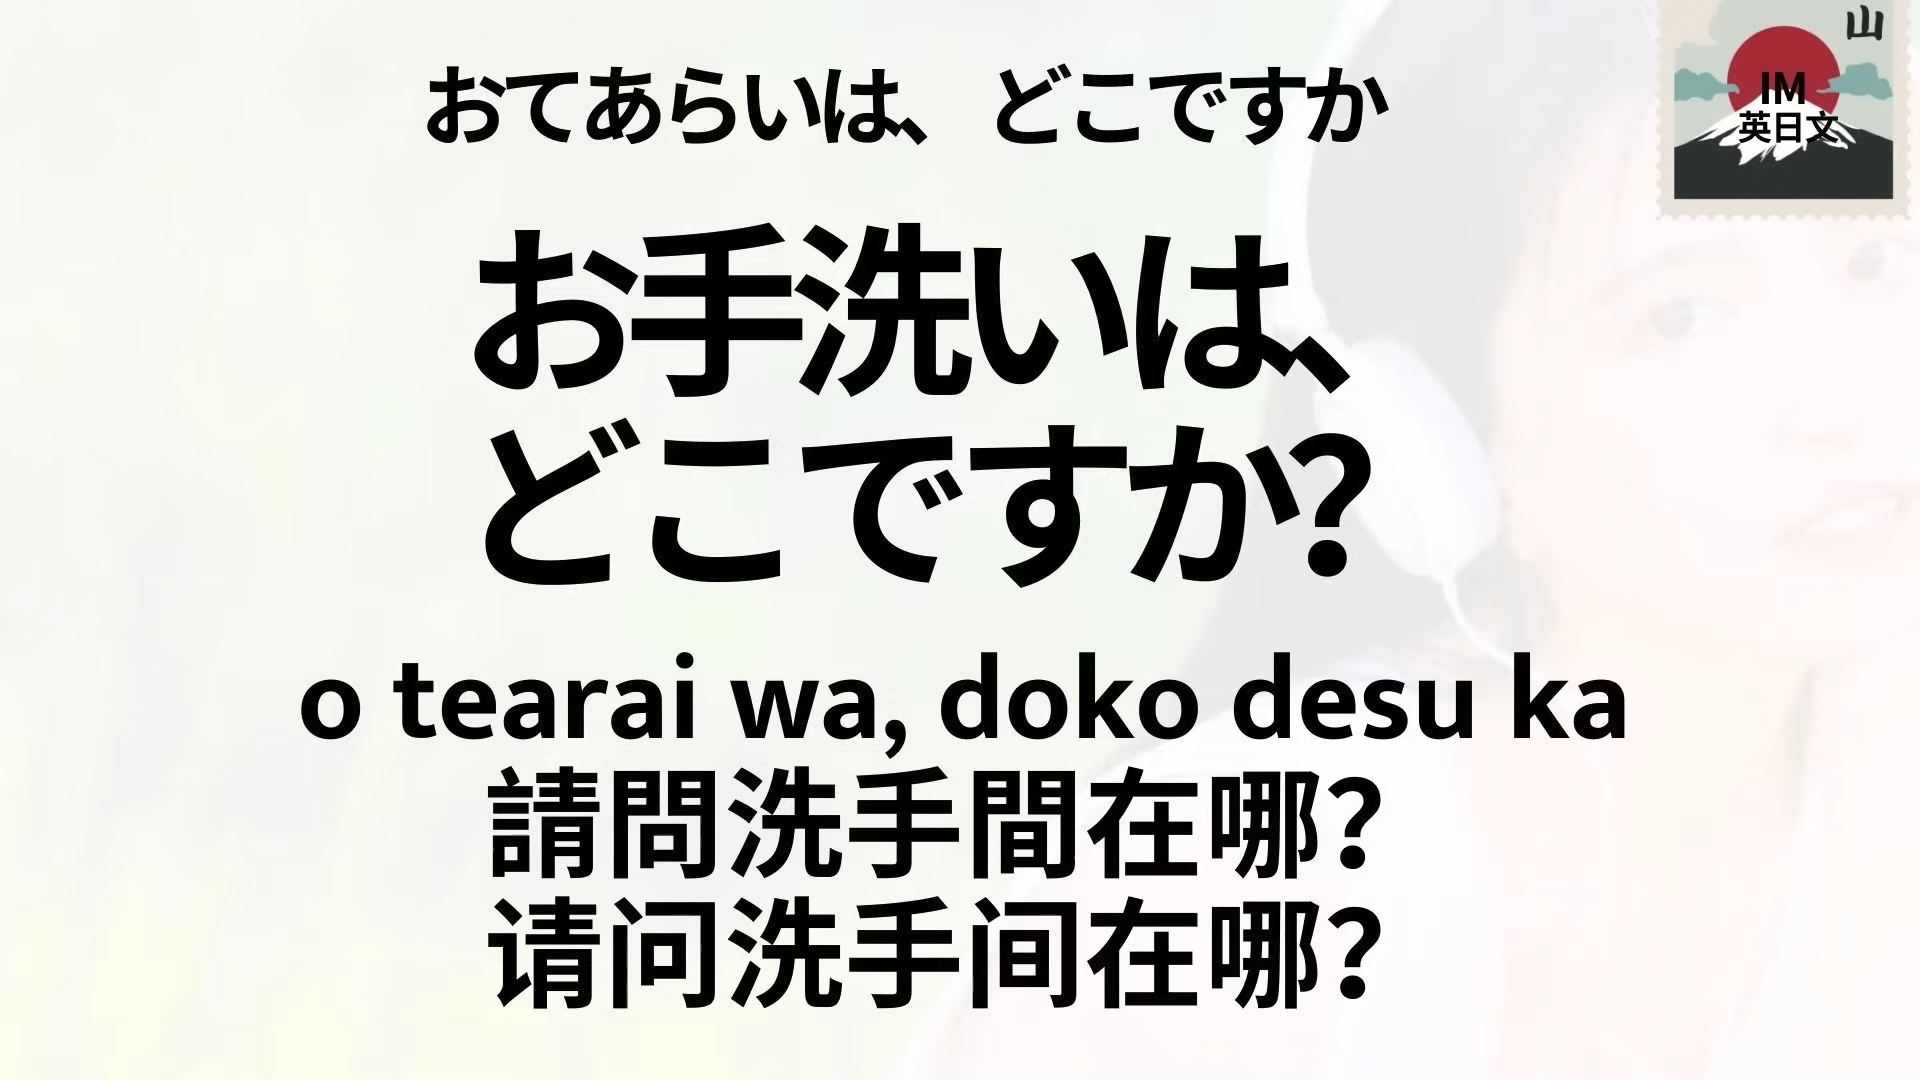 おてあらいは、どこですか
お手洗いは、
どこですか?
o tearai wa, doko desu ka
請問洗手間在哪?
请问洗手间在哪?
山
IM
英日文